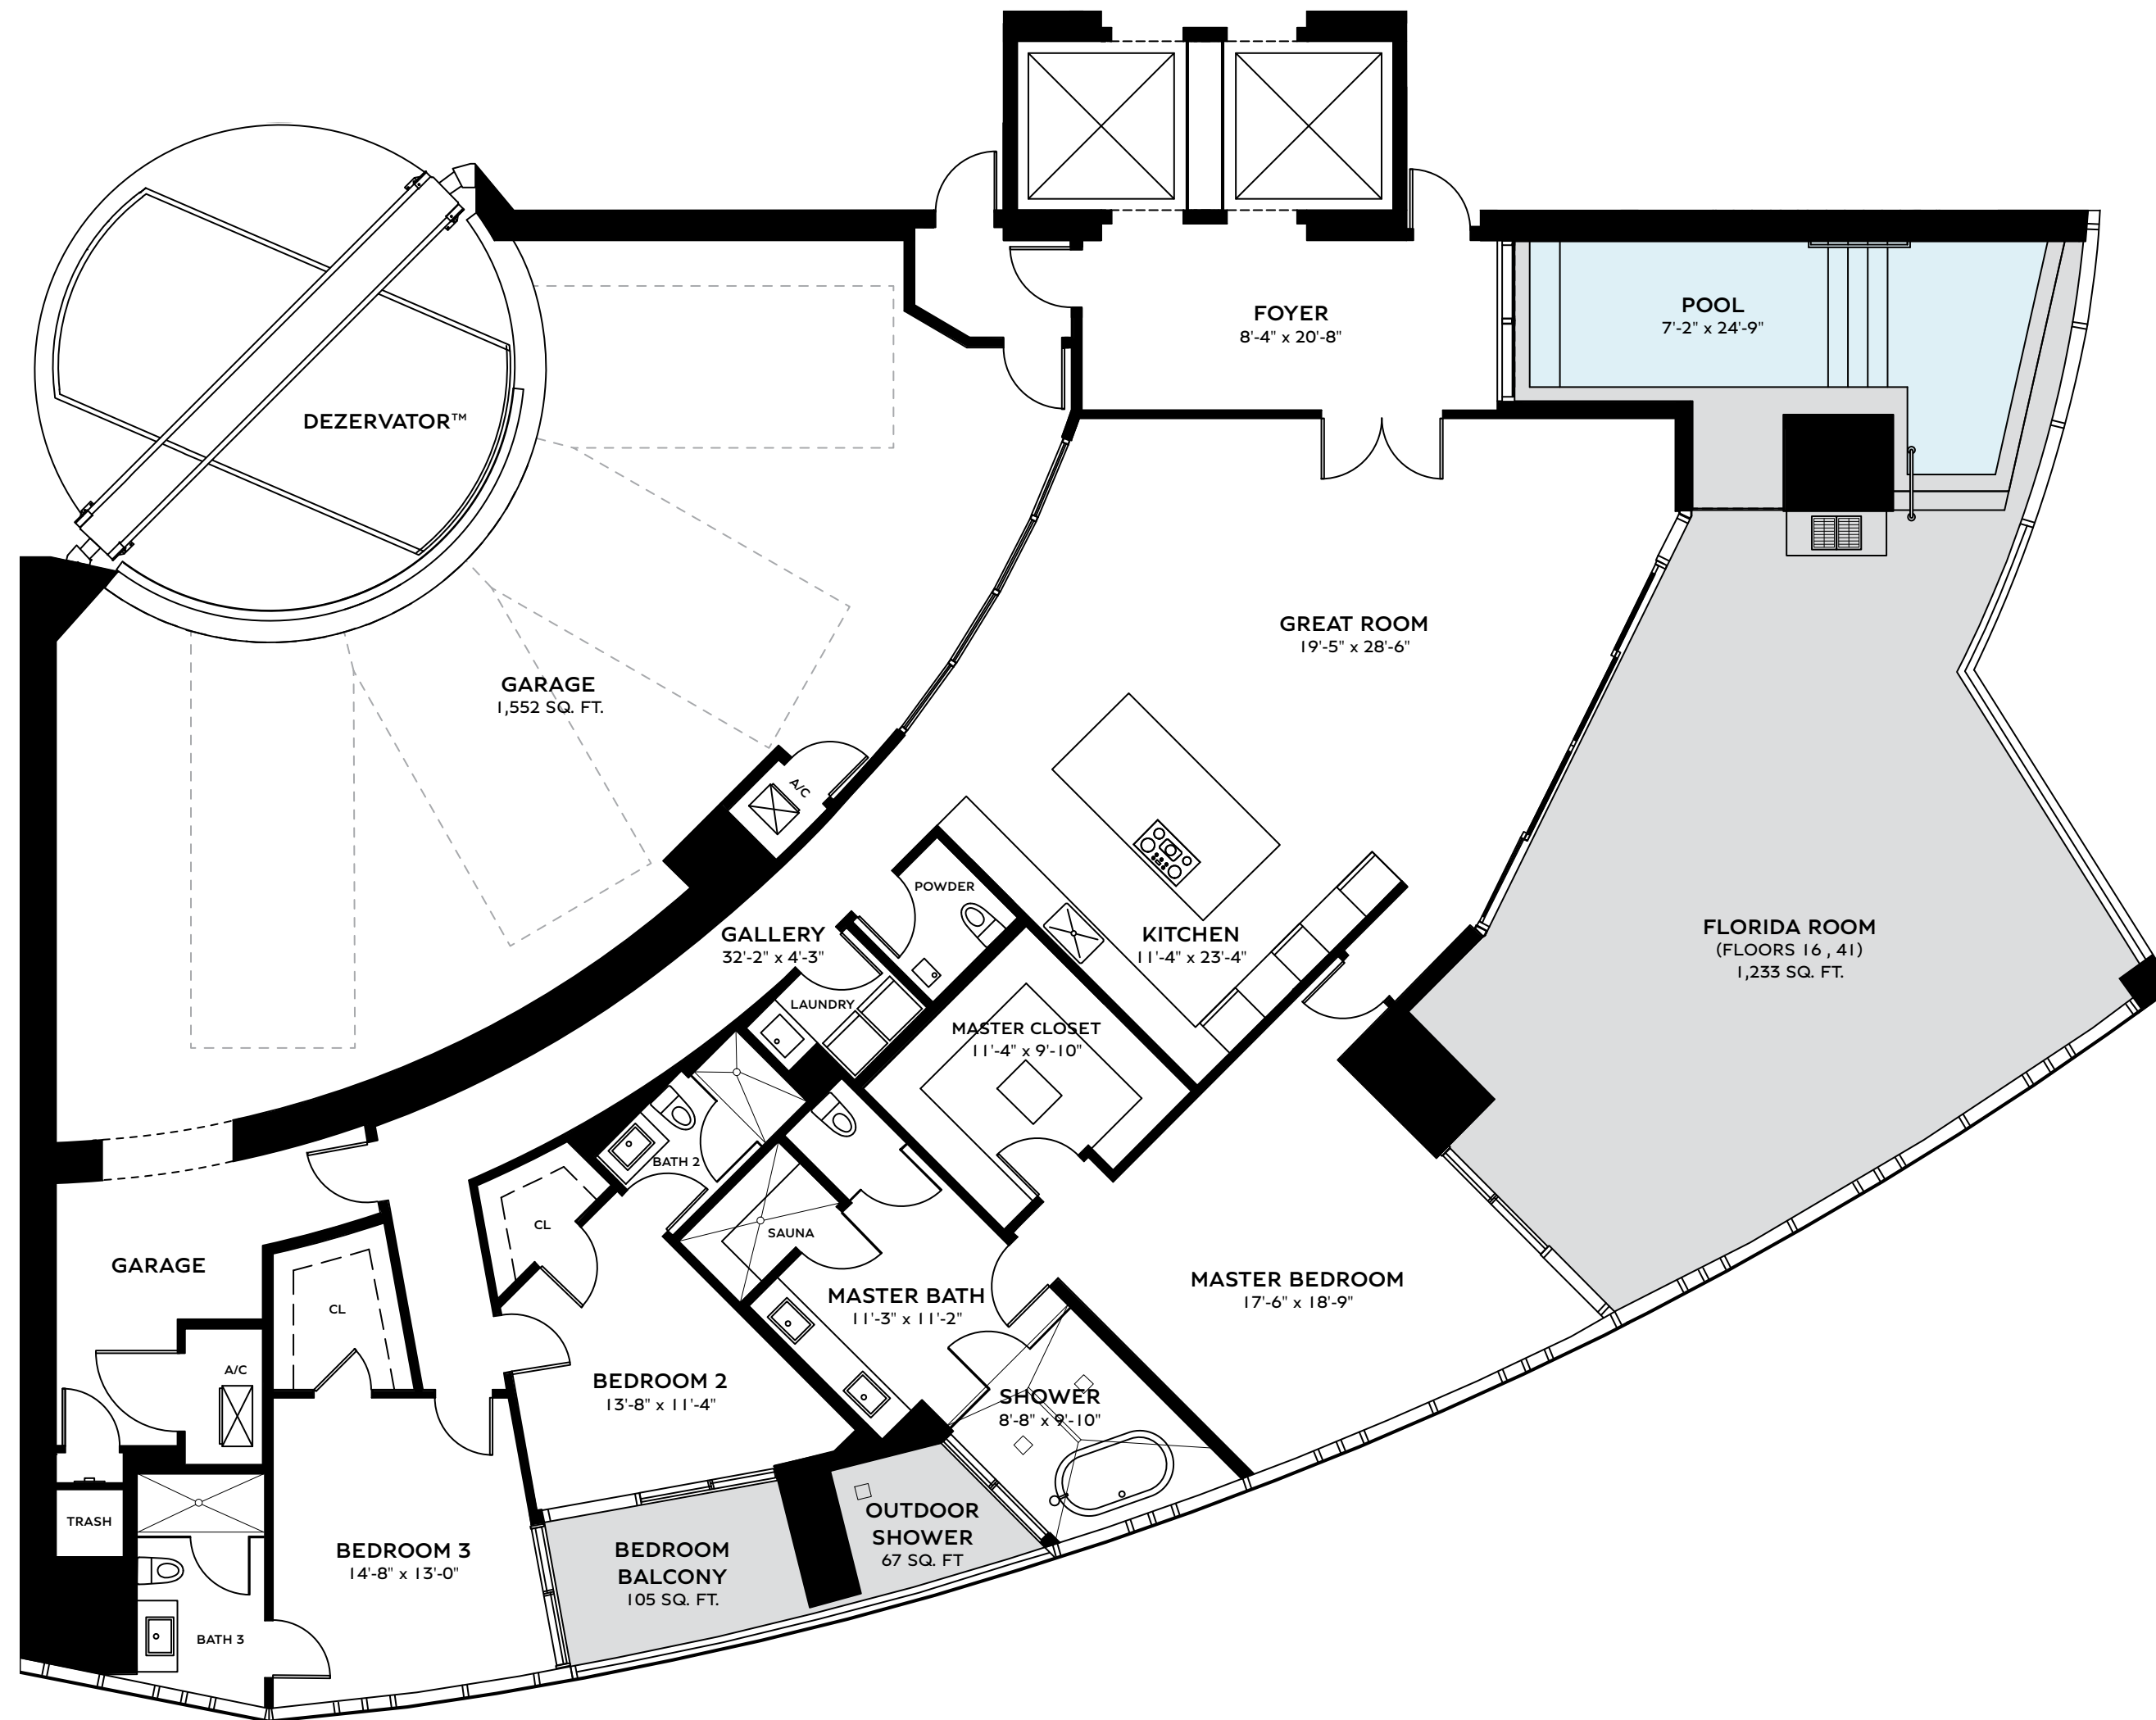 FOYER
8'-4" x 20'-8"
POOL
7'-2" x 24'-9"
DEZERVATOR™
GREAT ROOM
19'-5" x 28'-6"
GARAGE
1,552 SQ. FT.
A/C
POWDER
GALLERY
32'-2" x 4'-3"
KITCHEN
11'-4" x 23'-4"
FLORIDA ROOM
(FLOORS 16 , 41)
1,233 SQ. FT.
LAUNDRY
MASTER CLOSET
11'-4" x 9'-10"
BATH 2
CL
SAUNA
GARAGE
CL
MASTER BATH
11'-3" x 11'-2"
MASTER BEDROOM
17'-6" x 18'-9"
A/C
BEDROOM 2
13'-8" x 11'-4"
SHOWER
8'-8" x 9'-10"
TRASH
OUTDOOR
SHOWER
67 SQ. FT
BEDROOM 3
14'-8" x 13'-0"
BEDROOM
BALCONY
105 SQ. FT.
BATH 3